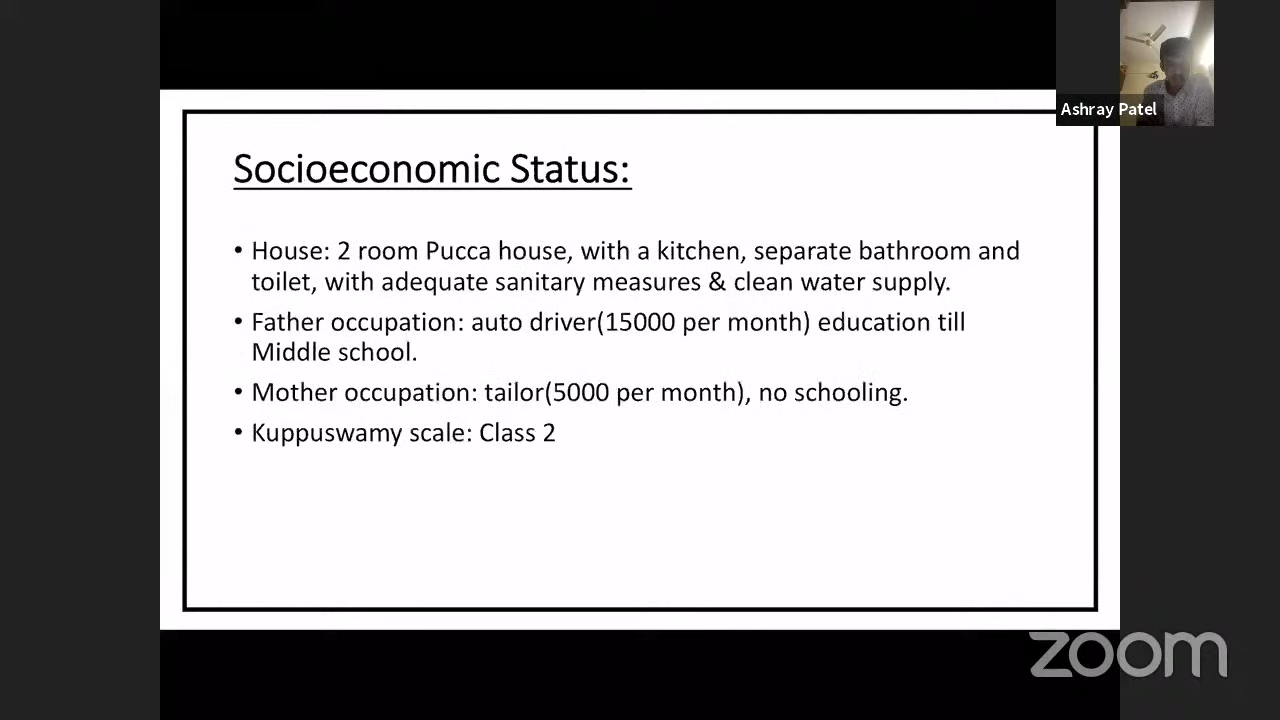 Ashray Patel
Socioeconomic Status:
• House: 2 room Pucca house, with a kitchen, separate bathroom and
toilet, with adequate sanitary measures & clean water supply.
• Father occupation: auto driver(15000 per month) education till
Middle school.
• Mother occupation: tailor(5000 per month), no schooling.
• Kuppuswamy scale: Class 2
zoom